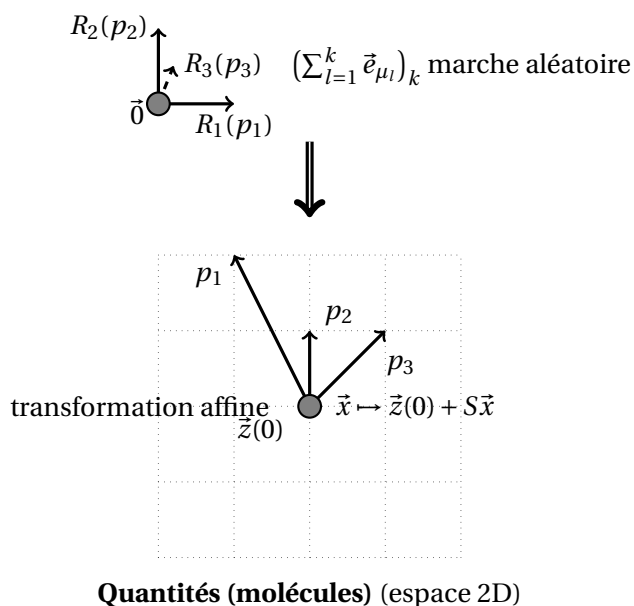 R₂(p₂)
R₃(p₃) (∑ₗ₌₁ᵏ e⃗_μₗ)ₖ marche aléatoire
0⃗
R₁(p₁)
p₁
p₂
p₃
transformation affine x⃗ ↦ z⃗(0) + Sx⃗
z⃗(0)
Quantités (molécules) (espace 2D)